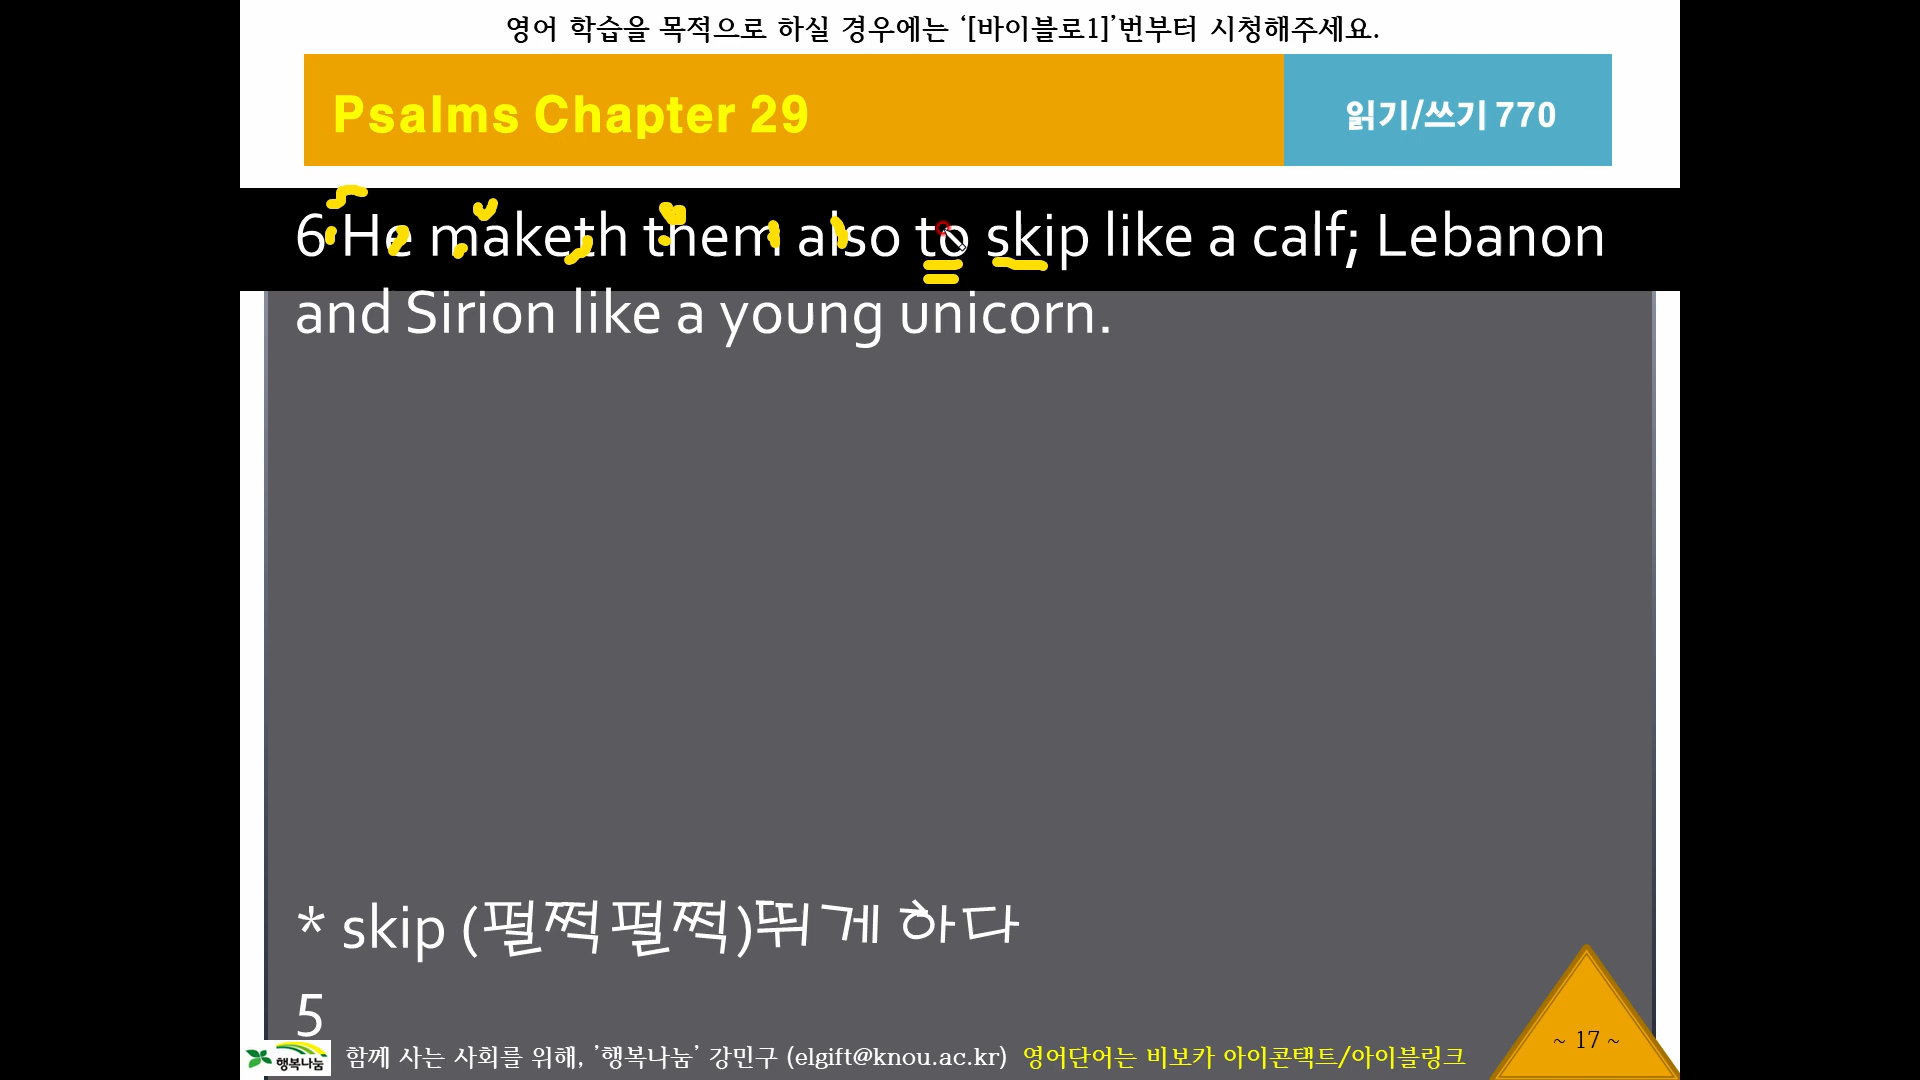 영어 학습을 목적으로 하실 경우에는 ‘[바이블로1]’번부터 시청해주세요.
Psalms Chapter 29
읽기/쓰기 770
6 He maketh them also to skip like a calf; Lebanon
and Sirion like a young unicorn.
* skip (펄쩍펄쩍)뛰게 하다
5
행복나눔
함께 사는 사회를 위해, ’행복나눔’ 강민구 (elgift@knou.ac.kr) 영어단어는 비보카 아이콘택트/아이블링크
~ 17 ~